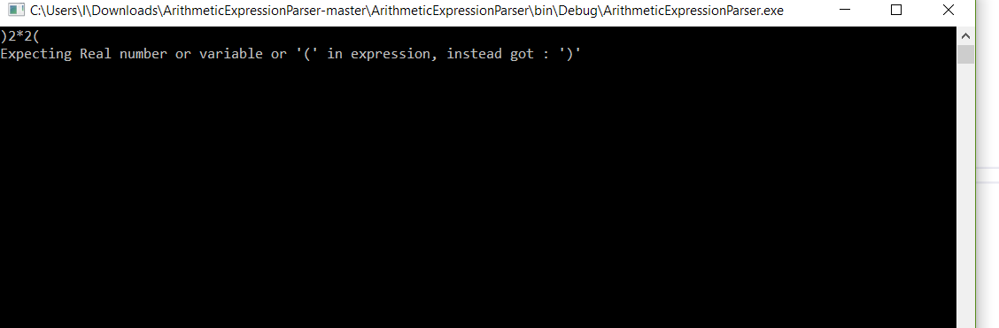 C:\Users\l\Downloads\ArithmeticExpressionParser-master\ArithmeticExpressionParser\bin\Debug\ArithmeticExpressionParser.exe
)2*2(
Expecting Real number or variable or '(' in expression, instead got : ')'